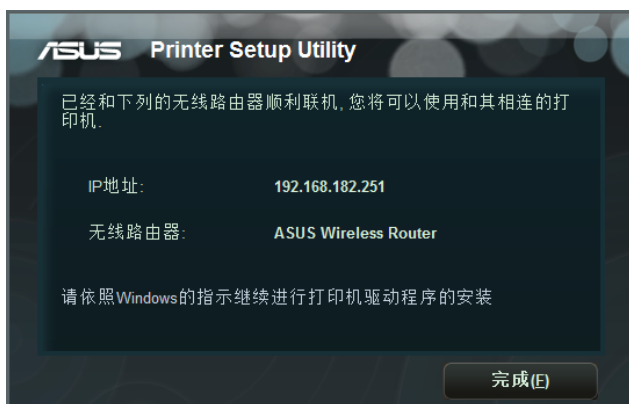 ASUS Printer Setup Utility
已经和下列的无线路由器顺利联机,您将可以使用和其相连的打
印机.
IP地址: 192.168.182.251
无线路由器: ASUS Wireless Router
请依照Windows的指示继续进行打印机驱动程序的安装
完成(F)